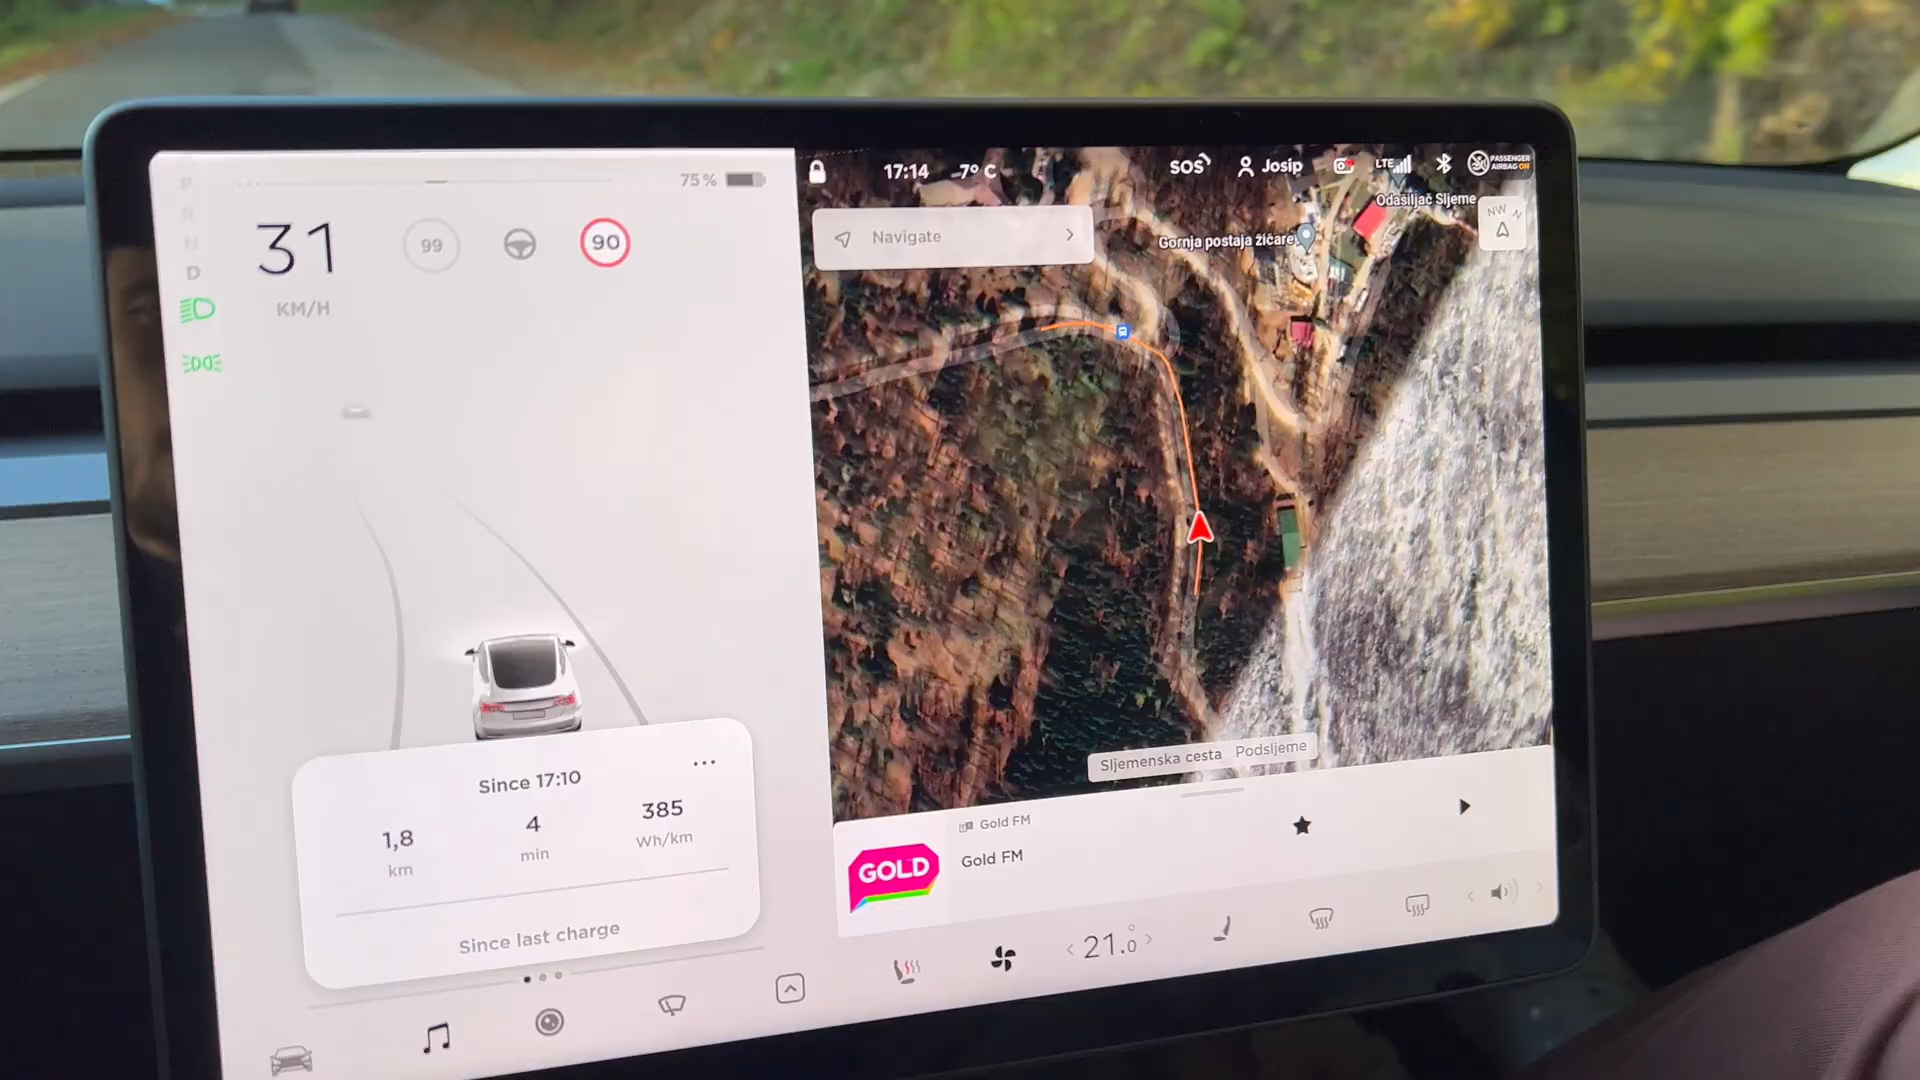 P
R
N
D
75 %
31
KM/H
99
90
17:14
-7° C
SOS
Josip
LTE
PASSENGER
AIRBAG ON
Navigate
Odašiljač Sljeme
NW N
Gornja postaja žičare
Sljemenska cesta Podsljeme
Since 17:10
1,8
km
4
min
385
Wh/km
Since last charge
Gold FM
GOLD
Gold FM
21.0